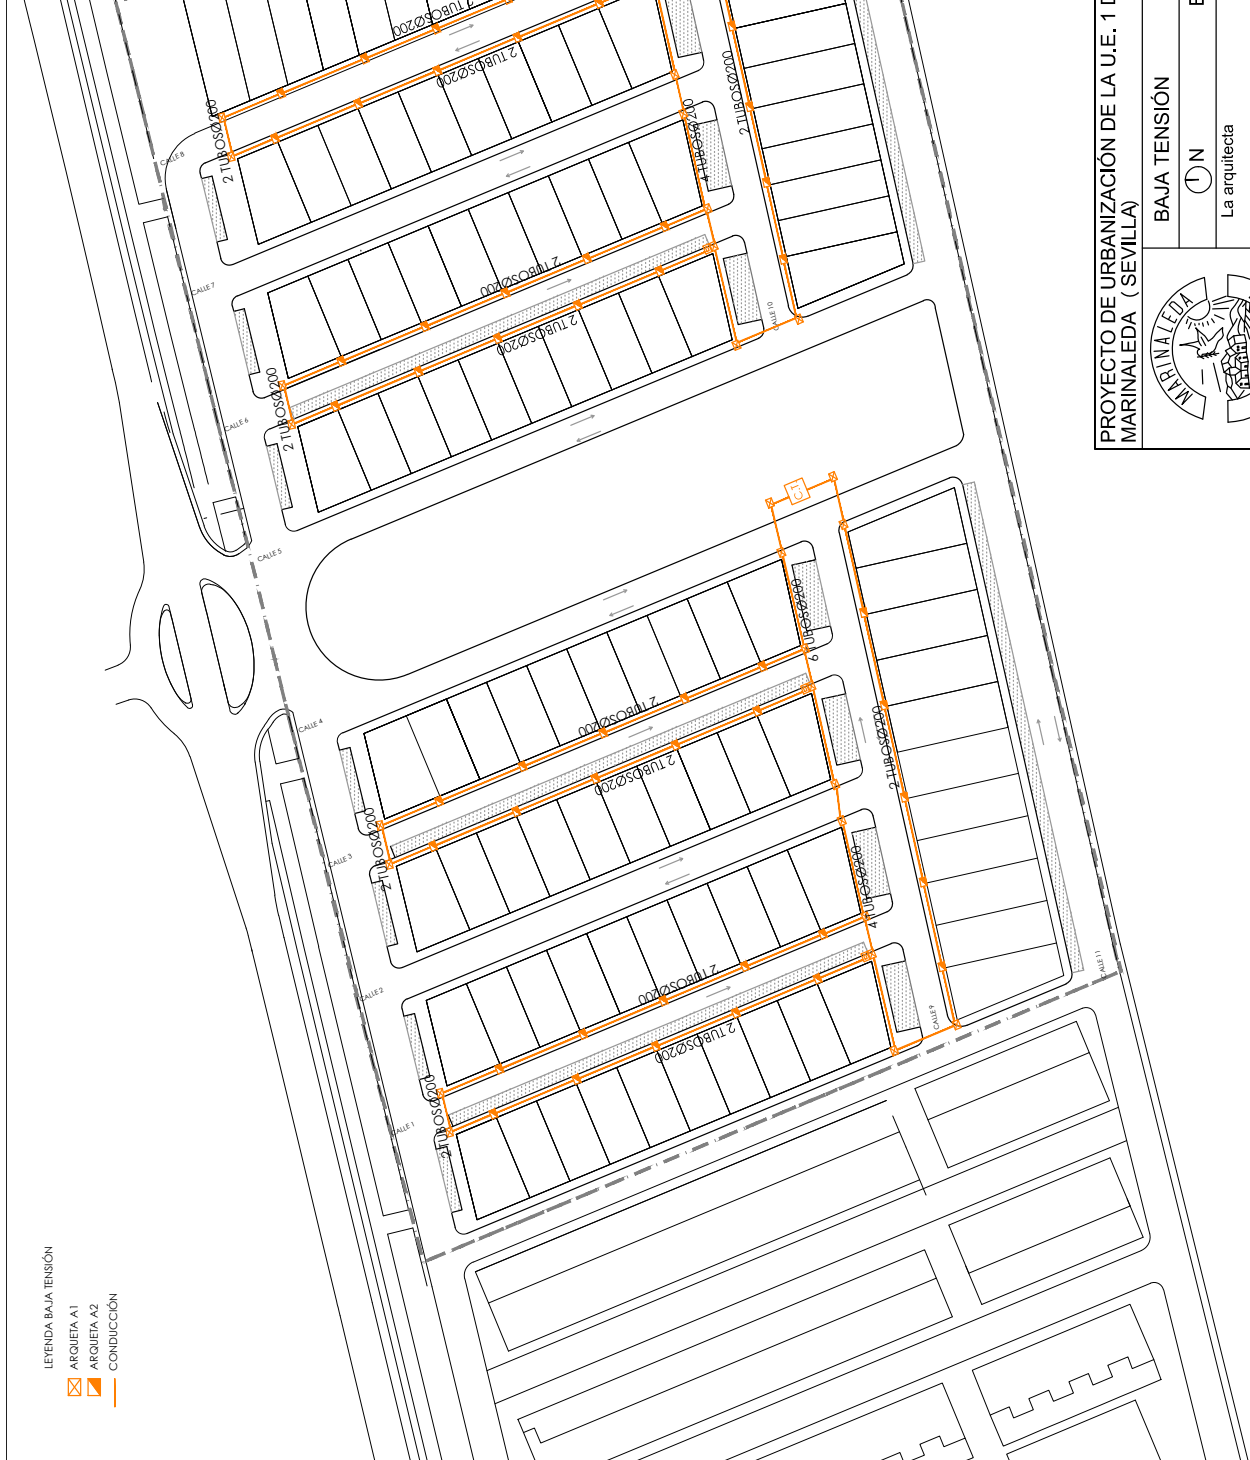 PROYECTO DE URBANIZACIÓN DE LA U.E. 1 D
MARINALEDA ( SEVILLA)
BAJA TENSIÓN
N
E
La arquitecta
MARINALEDA
LEYENDA BAJA TENSIÓN
ARQUETA A1
ARQUETA A2
CONDUCCIÓN
2 TUBOSØ200
2 TUBOSØ200
CALLE 8
2 TUBOSØ200
2 TUBOSØ200
4 TUBOSØ200
CALLE 7
2 TUBOSØ200
2 TUBOSØ200
CALLE 10
2 TUBOSØ200
CALLE 6
C.T.
CALLE 5
6 TUBOSØ200
CALLE 4
2 TUBOSØ200
2 TUBOSØ200
2 TUBOSØ200
2 TUBOSØ200
CALLE 3
4 TUBOSØ200
CALLE 2
2 TUBOSØ200
2 TUBOSØ200
CALLE 11
CALLE 9
2 TUBOSØ200
CALLE 1